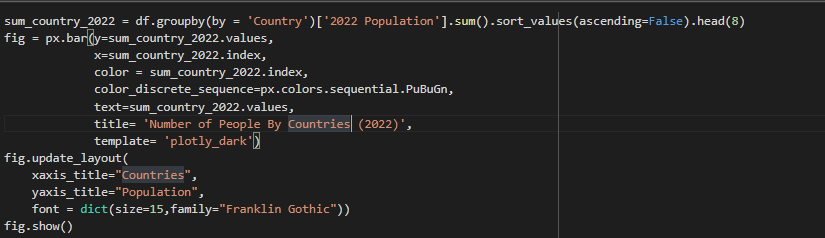 sum_country_2022 = df.groupby(by = 'Country')['2022 Population'].sum().sort_values(ascending=False).head(8)
fig = px.bar(y=sum_country_2022.values,
             x=sum_country_2022.index,
             color = sum_country_2022.index,
             color_discrete_sequence=px.colors.sequential.PuBuGn,
             text=sum_country_2022.values,
             title= 'Number of People By Countries (2022)',
             template= 'plotly_dark')
fig.update_layout(
    xaxis_title="Countries",
    yaxis_title="Population",
    font = dict(size=15,family="Franklin Gothic"))
fig.show()